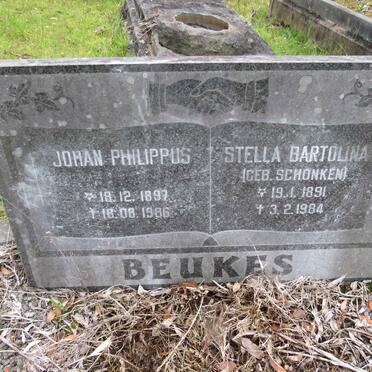 JOHAN PHILIPPUS
* 18.12.1897
† 18.08.1986
STELLA BARTOLINA
(GEB. SCHONKEN)
* 19.1.1891
† 3.2.1984
BEUKES